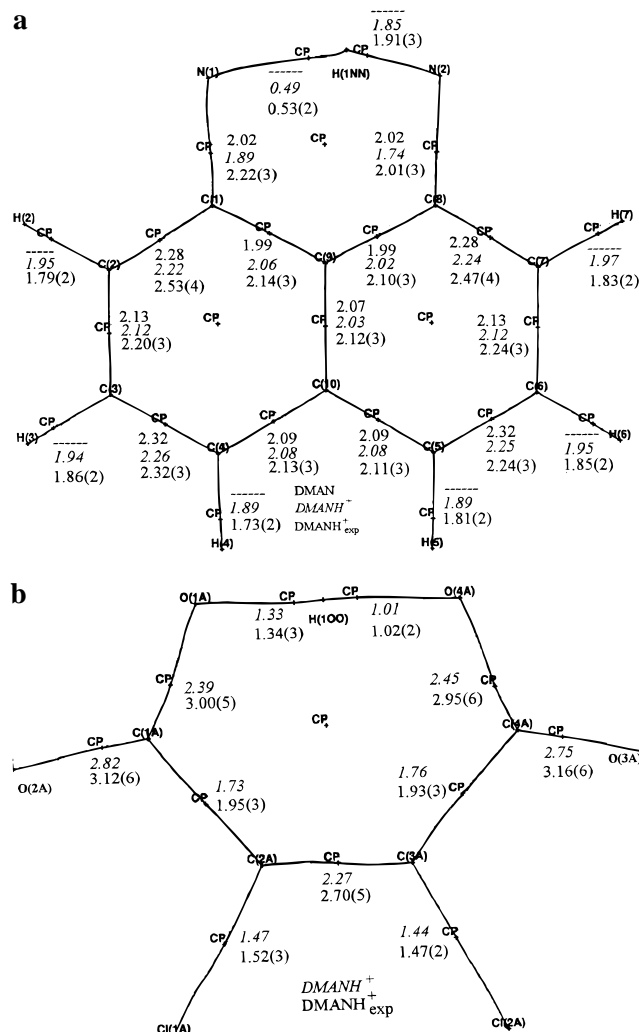 a
------
1.85
1.91(3)
CP
CP
N(1)
H(1NN)
N(2)
------
0.49
0.53(2)
CP
2.02
1.89
2.22(3)
CP
2.02
1.74
2.01(3)
CP
C(1)
C(8)
H(2)
CP
CP
CP
CP
CP
CP
H(7)
------
1.95
1.79(2)
C(2)
2.28
2.22
2.53(4)
1.99
2.06
2.14(3)
C(9)
1.99
2.02
2.10(3)
2.28
2.24
2.47(4)
C(7)
------
1.97
1.83(2)
CP
2.13
2.12
2.20(3)
CP
CP
2.07
2.03
2.12(3)
CP
2.13
2.12
2.24(3)
CP
C(3)
C(10)
C(6)
H(3)
CP
CP
CP
CP
CP
CP
H(6)
------
1.94
1.86(2)
2.32
2.26
2.32(3)
C(4)
2.09
2.08
2.13(3)
2.09
2.08
2.11(3)
C(5)
2.32
2.25
2.24(3)
------
1.95
1.85(2)
CP
------
1.89
1.73(2)
DMAN
DMANH+
DMANH+exp
CP
------
1.89
1.81(2)
H(4)
H(5)
b
O(1A)
CP
CP
O(4A)
1.33
1.34(3)
H(1OO)
1.01
1.02(2)
CP
2.39
3.00(5)
2.45
2.95(6)
CP
CP
C(1A)
C(4A)
CP
CP
O(2A)
2.82
3.12(6)
2.75
3.16(6)
O(3A)
CP
1.73
1.95(3)
1.76
1.93(3)
CP
C(2A)
CP
C(3A)
2.27
2.70(5)
CP
1.47
1.52(3)
1.44
1.47(2)
CP
DMANH+
DMANH+exp
Cl(1A)
Cl(2A)